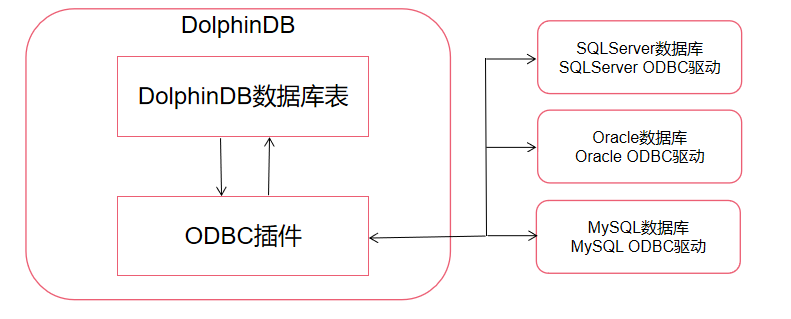 DolphinDB
DolphinDB数据库表
ODBC插件
SQLServer数据库
SQLServer ODBC驱动
Oracle数据库
Oracle ODBC驱动
MySQL数据库
MySQL ODBC驱动